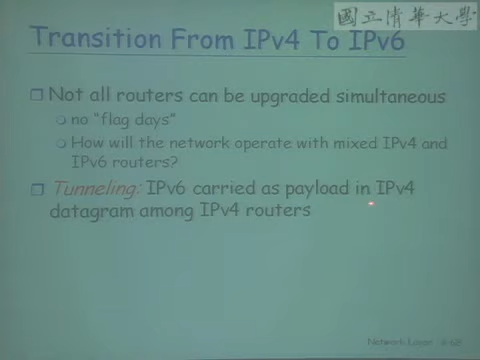 國立清華大學
Transition From IPv4 To IPv6
Not all routers can be upgraded simultaneous
no "flag days"
How will the network operate with mixed IPv4 and
IPv6 routers?
Tunneling: IPv6 carried as payload in IPv4
datagram among IPv4 routers
Network Layer